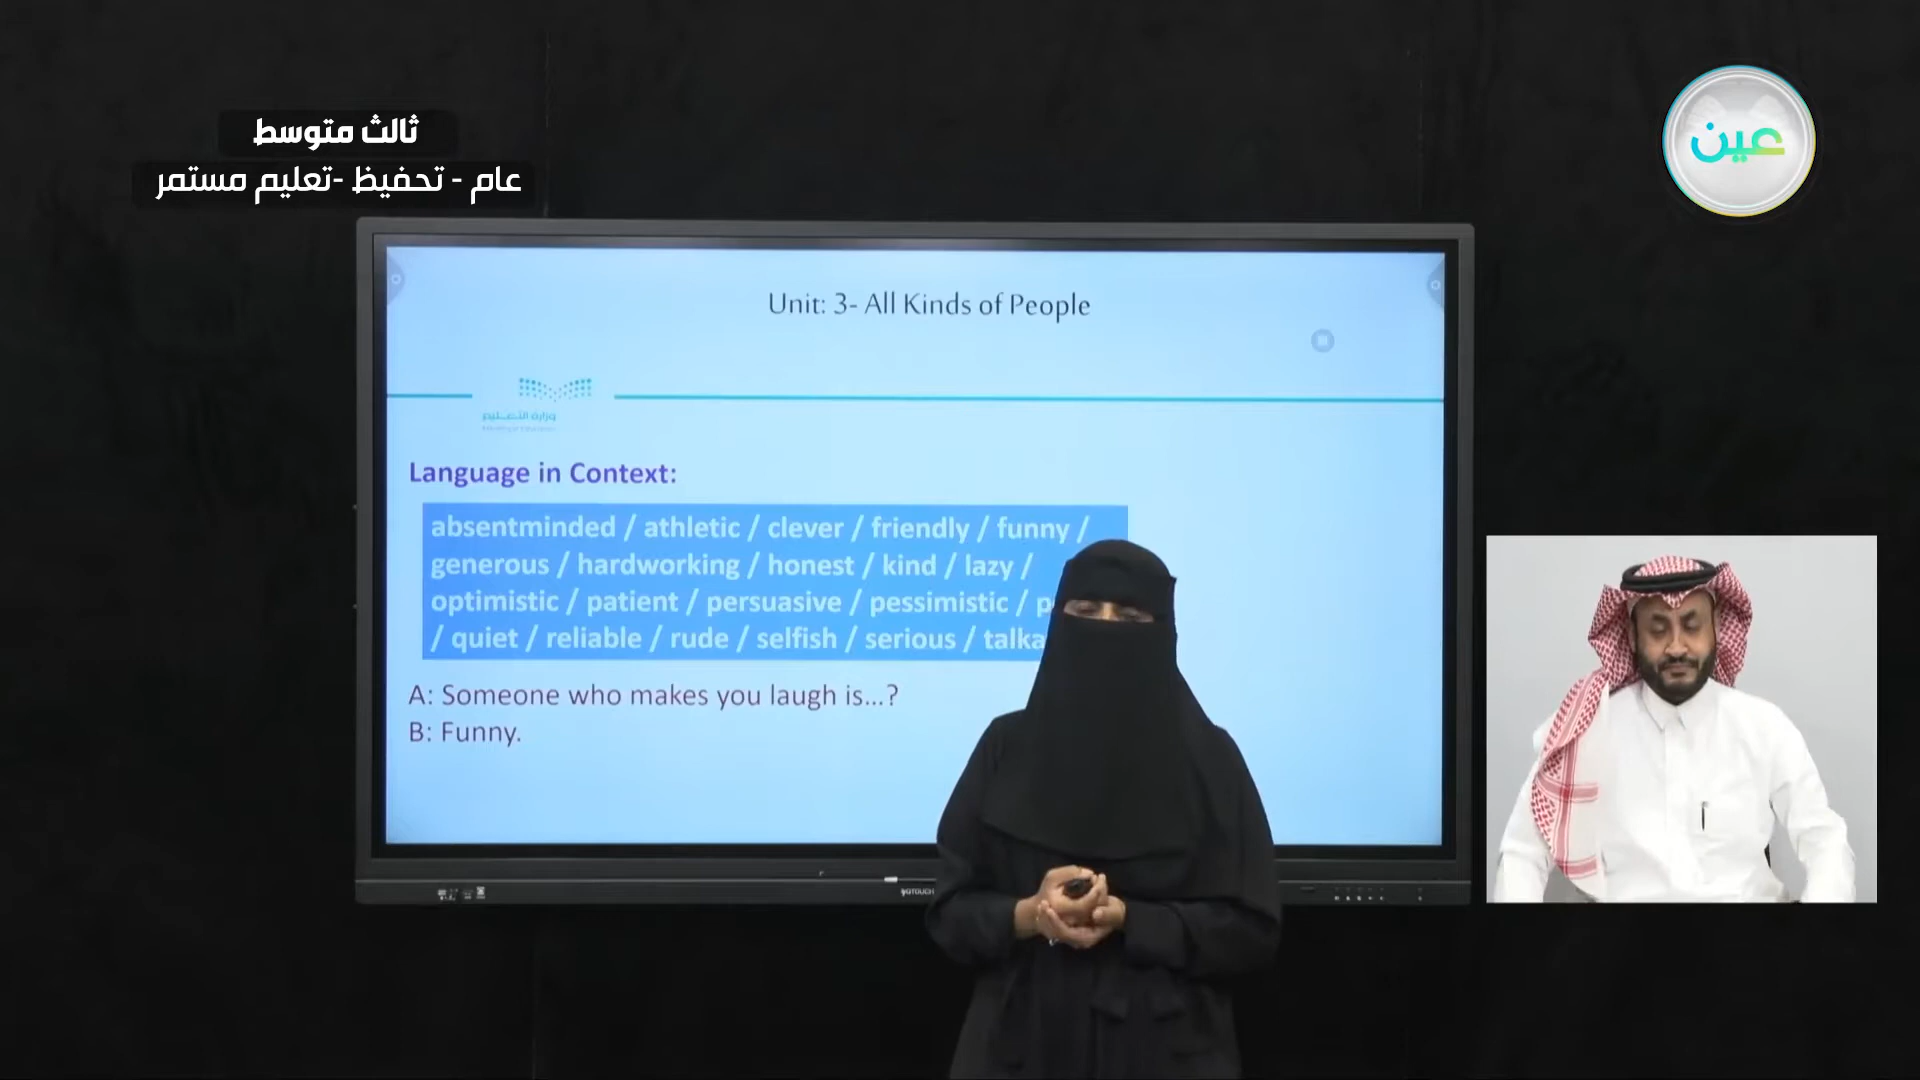 ثالث متوسط
عام - تحفيظ -تعليم مستمر
عين
Unit: 3- All Kinds of People
وزارة التعليم
Language in Context:
absentminded / athletic / clever / friendly / funny /
generous / hardworking / honest / kind / lazy /
optimistic / patient / persuasive / pessimistic /
/ quiet / reliable / rude / selfish / serious /
A: Someone who makes you laugh is...?
B: Funny.